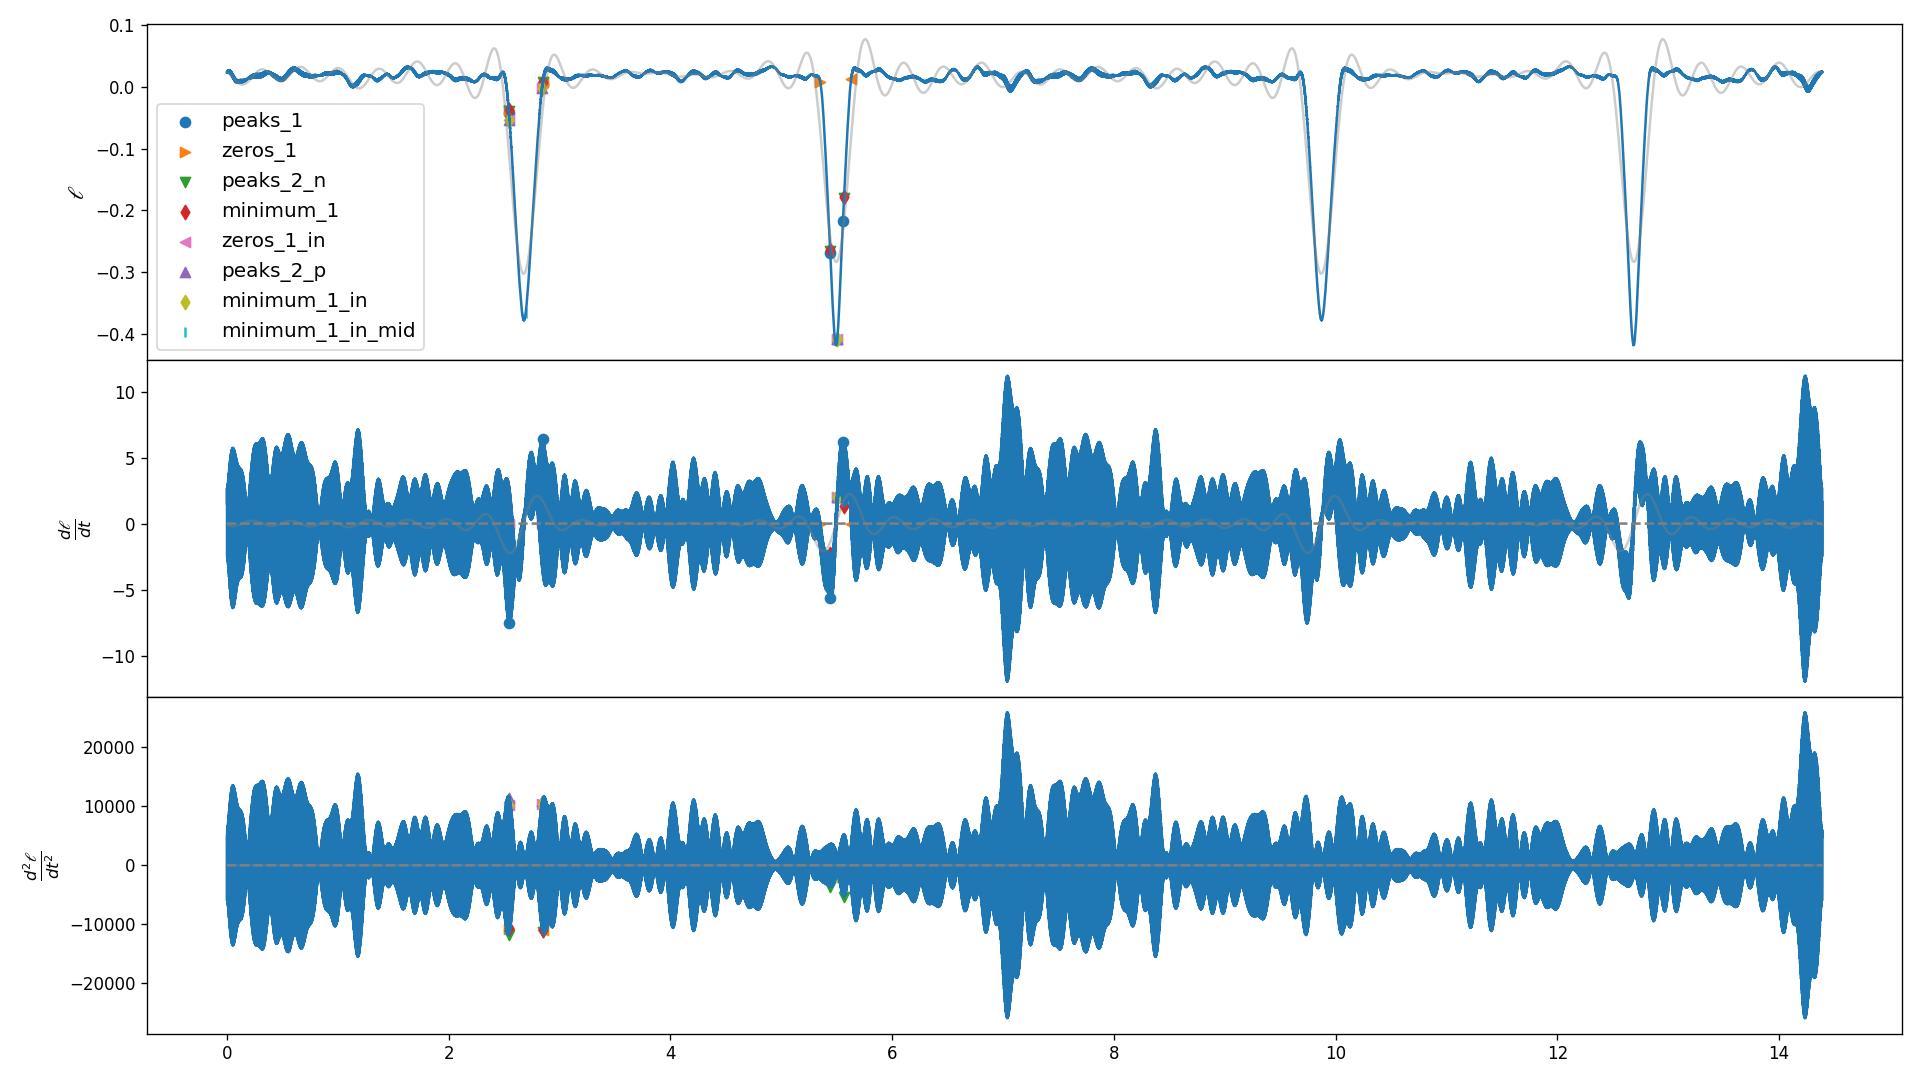 0.1
0.0
−0.1
−0.2
−0.3
−0.4
ℓ
peaks_1
zeros_1
peaks_2_n
minimum_1
zeros_1_in
peaks_2_p
minimum_1_in
minimum_1_in_mid
10
5
0
−5
−10
dℓ
dt
20000
10000
0
−10000
−20000
d²ℓ
dt²
0 2 4 6 8 10 12 14